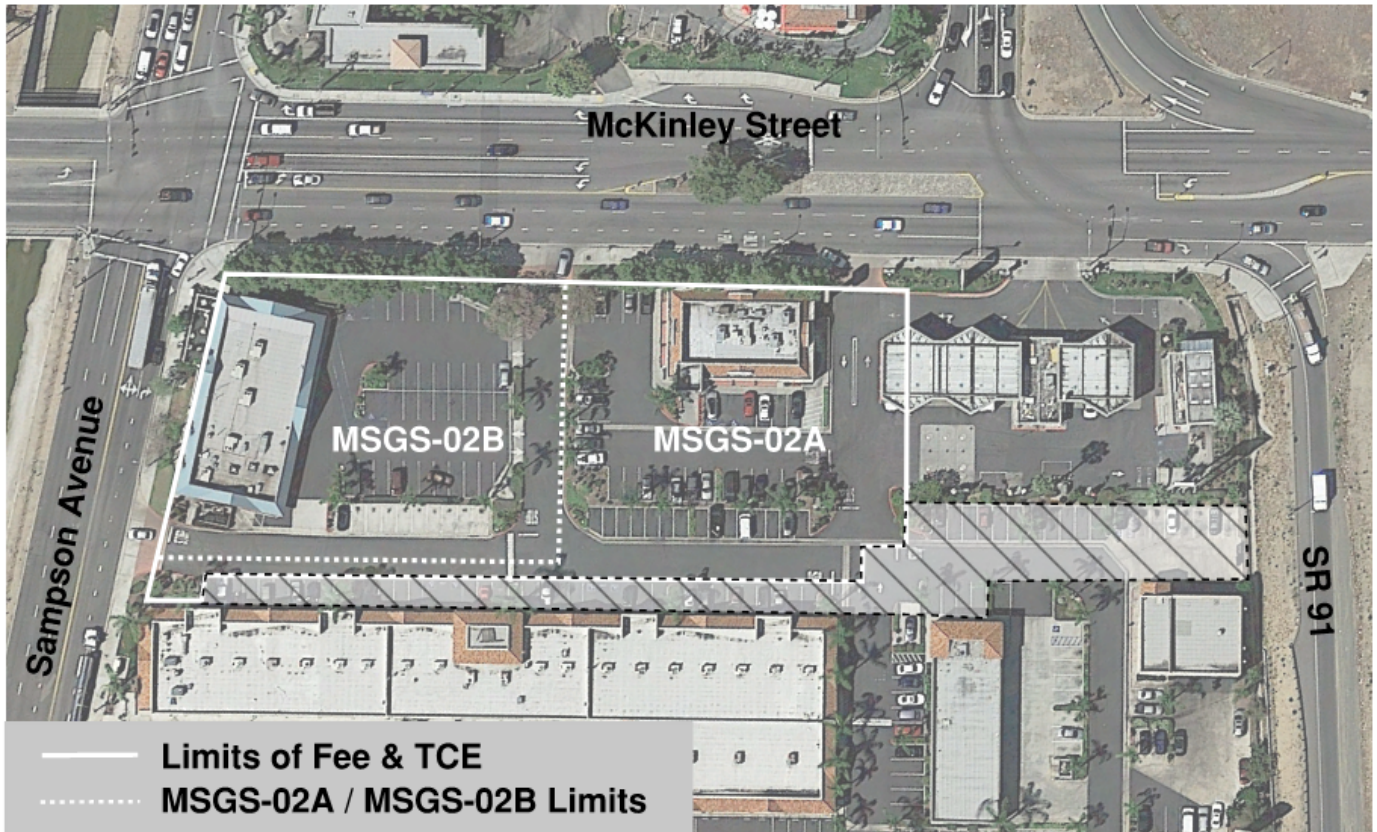 McKinley Street
MSGS-02B
MSGS-02A
Sampson Avenue
SR 91
Limits of Fee & TCE
MSGS-02A / MSGS-02B Limits